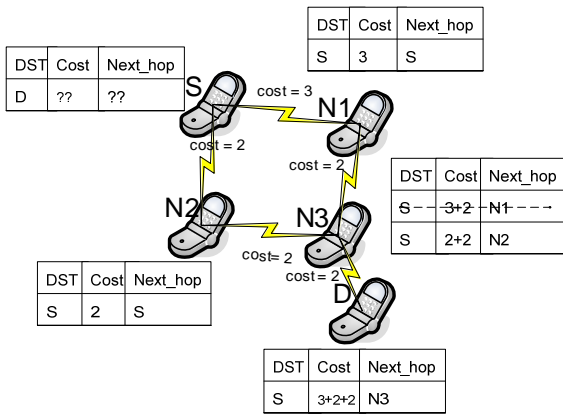 DST Cost Next_hop
S 3 S
DST Cost Next_hop
D ?? ??
S
cost = 3
N1
cost = 2
cost = 2
DST Cost Next_hop
S 3+2 N1
S 2+2 N2
N2
N3
cost= 2
cost= 2
D
DST Cost Next_hop
S 2 S
DST Cost Next_hop
S 3+2+2 N3